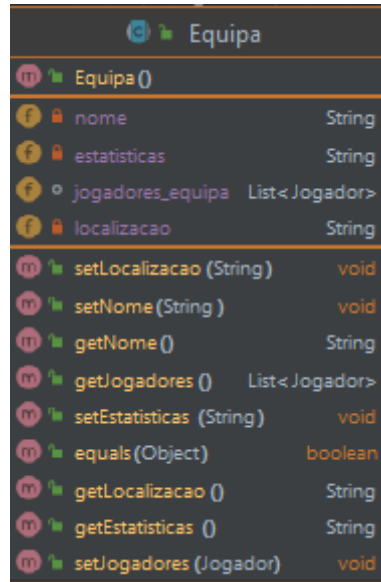 Equipa
Equipa()
nome String
estatisticas String
jogadores_equipa List<Jogador>
localizacao String
setLocalizacao(String) void
setNome(String) void
getNome() String
getJogadores() List<Jogador>
setEstatisticas (String) void
equals(Object) boolean
getLocalizacao() String
getEstatisticas () String
setJogadores(Jogador) void